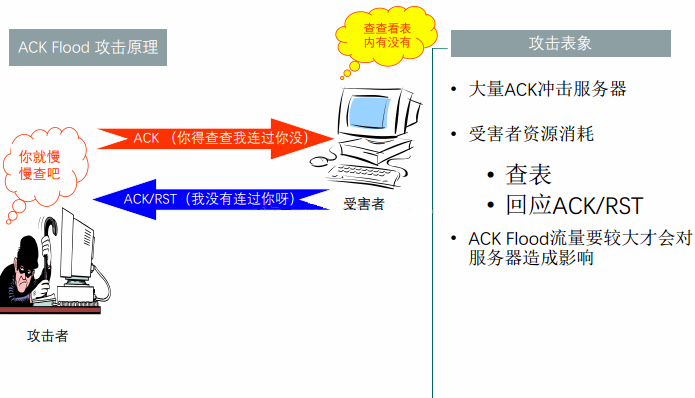 ACK Flood 攻击原理
查查看表
内有没有
攻击表象
ACK （你得查查我连过你没）
你就慢
慢查吧
ACK/RST（我没有连过你呀）
受害者
攻击者
• 大量ACK冲击服务器
• 受害者资源消耗
• 查表
• 回应ACK/RST
• ACK Flood流量要较大才会对
服务器造成影响